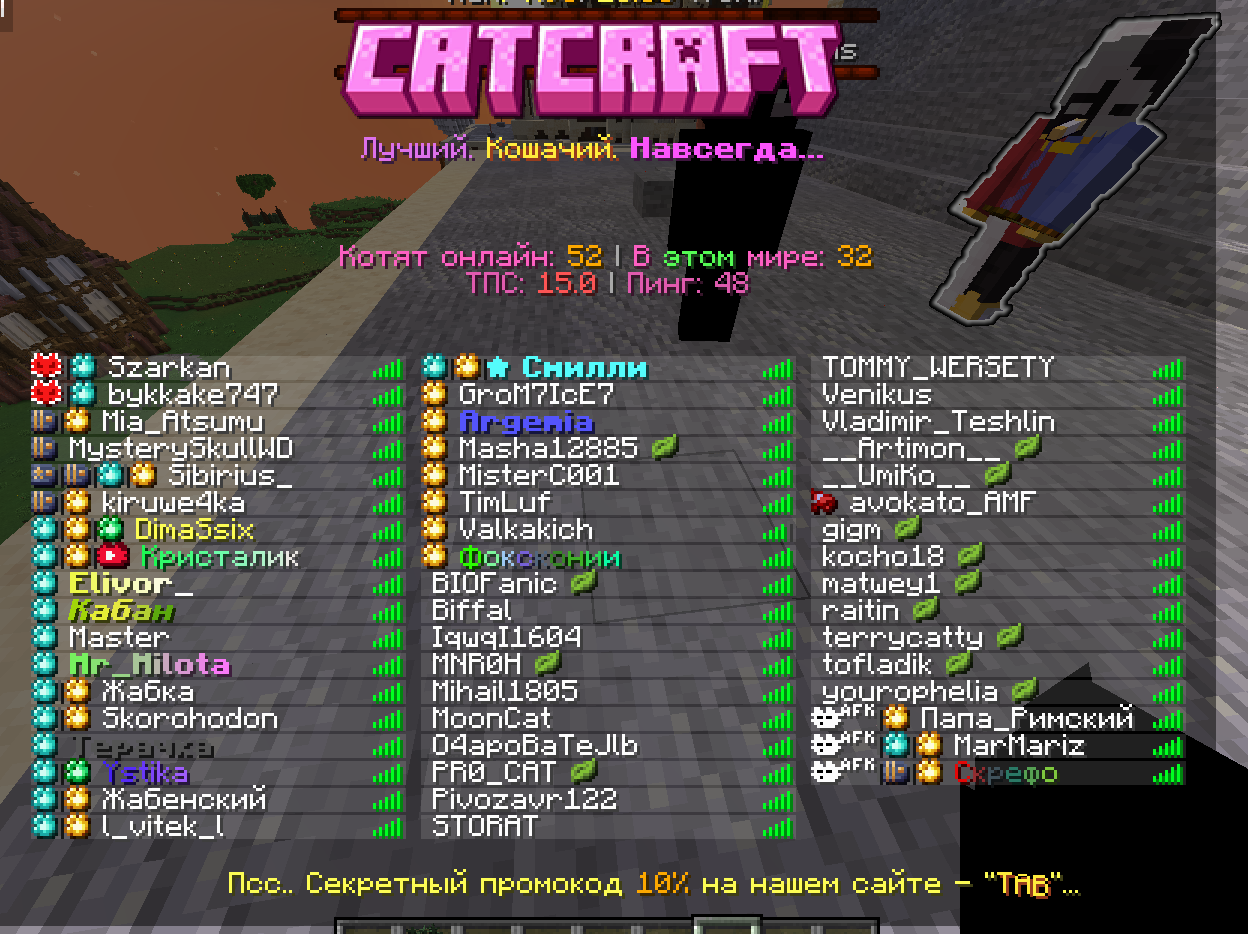 CATCRAFT
Лучший. Кошачий. Навсегда...
Котят онлайн: 52 | В этом мире: 32
ТПС: 15.0 | Пинг: 48
Szarkan
bykkake747
Mia_Atsumu
MysterySkullWD
Sibirius_
kiruwe4ka
DimaSsix
Кристалик
Elivor_
Кабан
Master
Mr_Milota
Жабка
Skorohodon
Терачка
Ystika
Жабенский
l_vitek_l
Смилли
GroM7IcE7
Argemia
Masha12885
MisterC001
TimLuf
Valkakich
Фоксконии
BIOFanic
Biffal
IqwqI1604
MNR0H
Mihail1805
MoonCat
O4apoBaTeJlb
PR0_CAT
Pivozavr122
STORAT
TOMMY_WERSETY
Venikus
Vladimir_Teshlin
__Artimon__
__UmiKo__
avokato_AMF
gigm
kocho18
matwey1
raitin
terrycatty
tofladik
yourophelia
AFK Папа_Римский
AFK MarMariz
AFK Скрефо
Псс.. Секретный промокод 10% на нашем сайте - "TAB"...